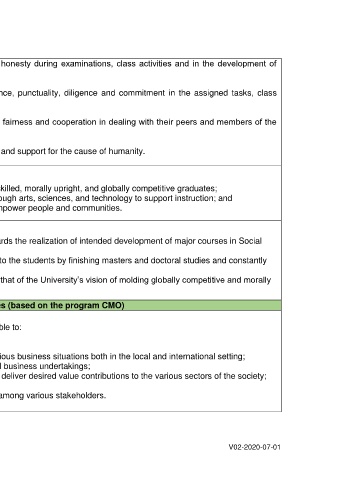 honesty during examinations, class activities and in the development of
nce, punctuality, diligence and commitment in the assigned tasks, class
fairness and cooperation in dealing with their peers and members of the
and support for the cause of humanity.
skilled, morally upright, and globally competitive graduates;
ough arts, sciences, and technology to support instruction; and
mpower people and communities.
ards the realization of intended development of major courses in Social
to the students by finishing masters and doctoral studies and constantly
that of the University's vision of molding globally competitive and morally
s (based on the program CMO)
ble to:
ious business situations both in the local and international setting;
l business undertakings;
deliver desired value contributions to the various sectors of the society;
among various stakeholders.
V02-2020-07-01